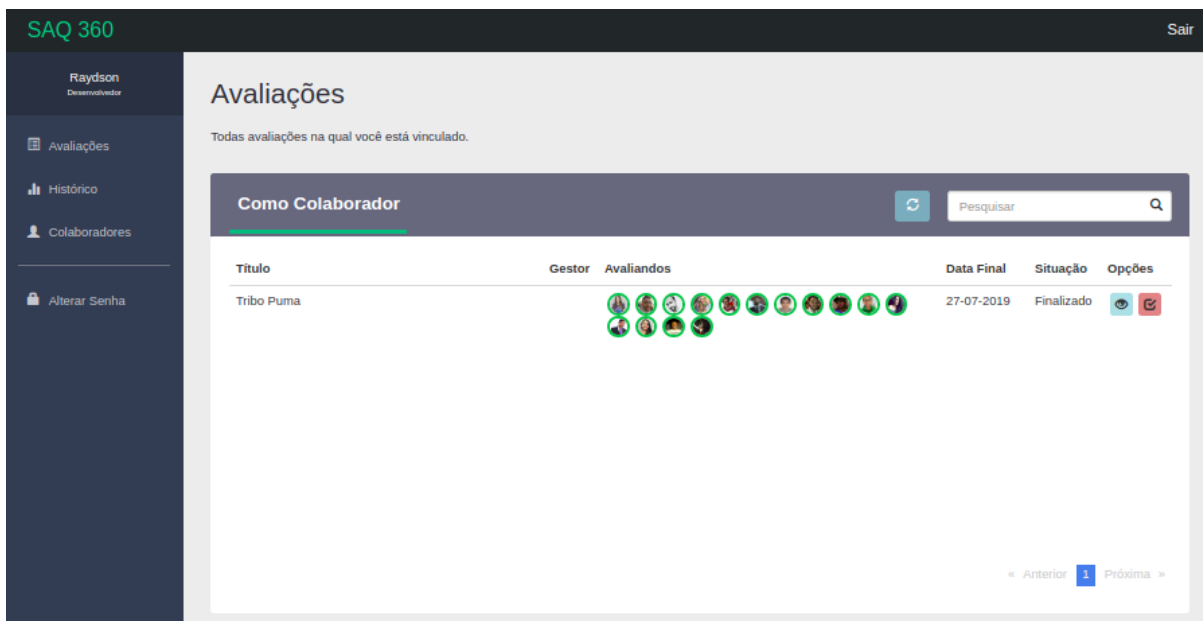 SAQ 360
Sair
Raydson
Desenvolvedor
Avaliações
Histórico
Colaboradores
Alterar Senha
Avaliações
Todas avaliações na qual você está vinculado.
Como Colaborador
Pesquisar
Título Gestor Avaliandos Data Final Situação Opções
Tribo Puma 27-07-2019 Finalizado
« Anterior 1 Próxima »